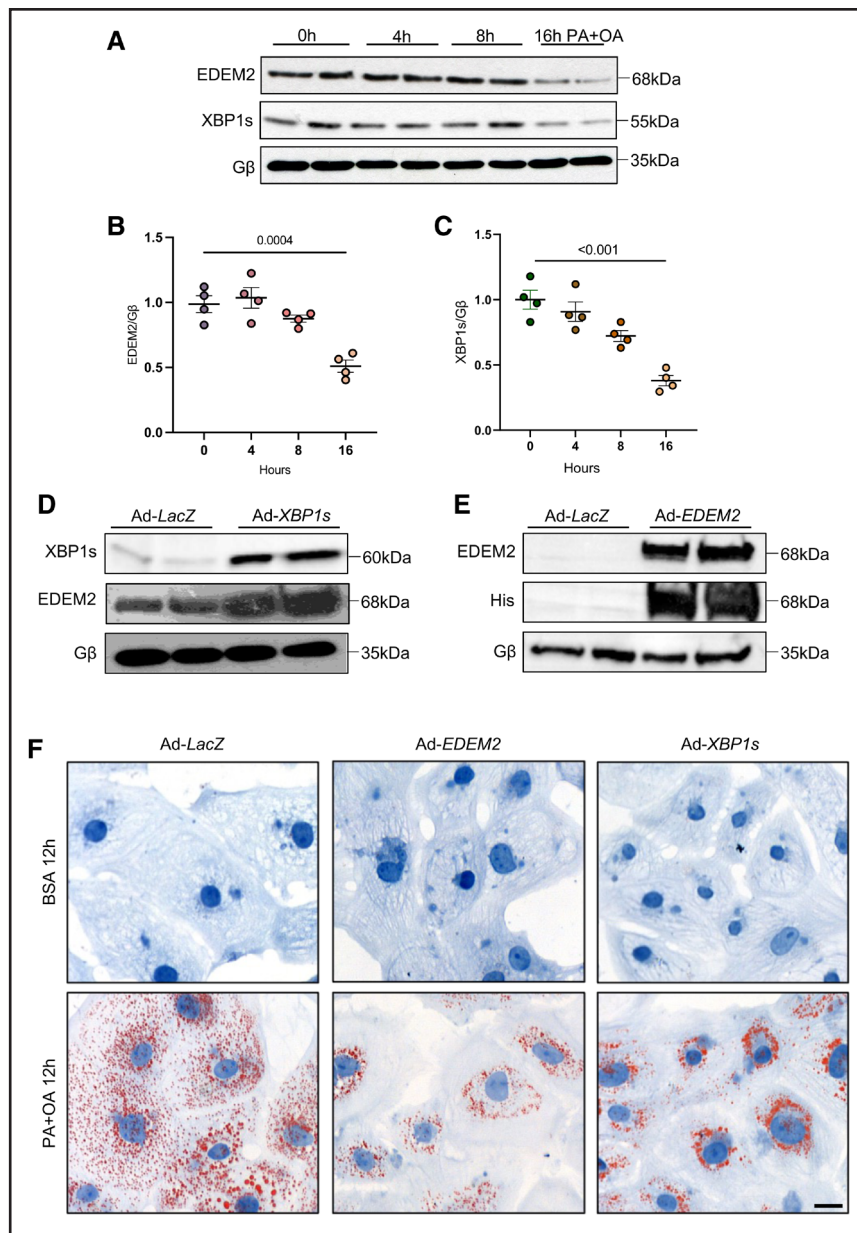 A
0h 4h 8h 16h PA+OA
EDEM2 68kDa
XBP1s 55kDa
Gβ 35kDa
B
0.0004
1.5
1.0
0.5
0.0
EDEM2/Gβ
0 4 8 16
Hours
C
<0.001
1.5
1.0
0.5
0.0
XBP1s/Gβ
0 4 8 16
Hours
D
Ad-LacZ Ad-XBP1s
XBP1s 60kDa
EDEM2 68kDa
Gβ 35kDa
E
Ad-LacZ Ad-EDEM2
EDEM2 68kDa
His 68kDa
Gβ 35kDa
F
Ad-LacZ Ad-EDEM2 Ad-XBP1s
BSA 12h
PA+OA 12h